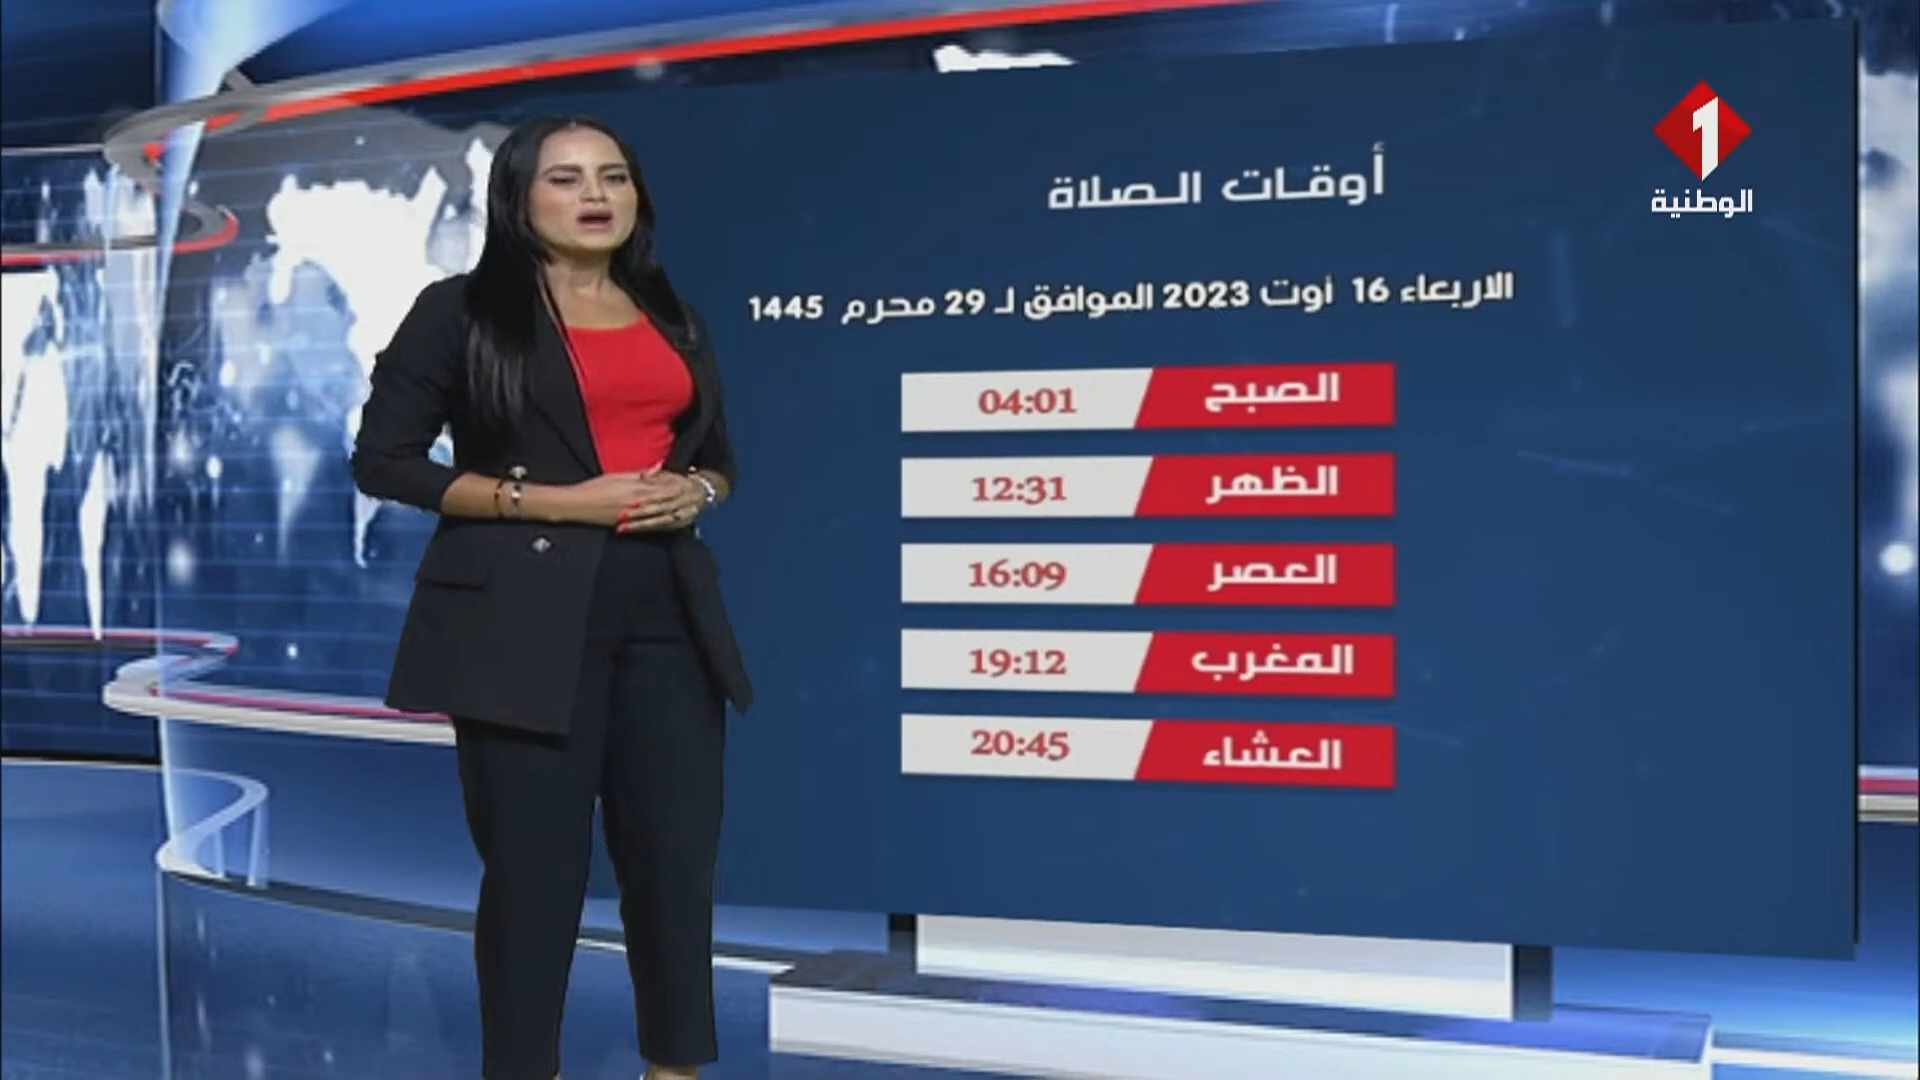 1
الوطنية
أوقات الصلاة
الاربعاء 16 أوت 2023 الموافق لـ 29 محرم 1445
الصبح 04:01
الظهر 12:31
العصر 16:09
المغرب 19:12
العشاء 20:45